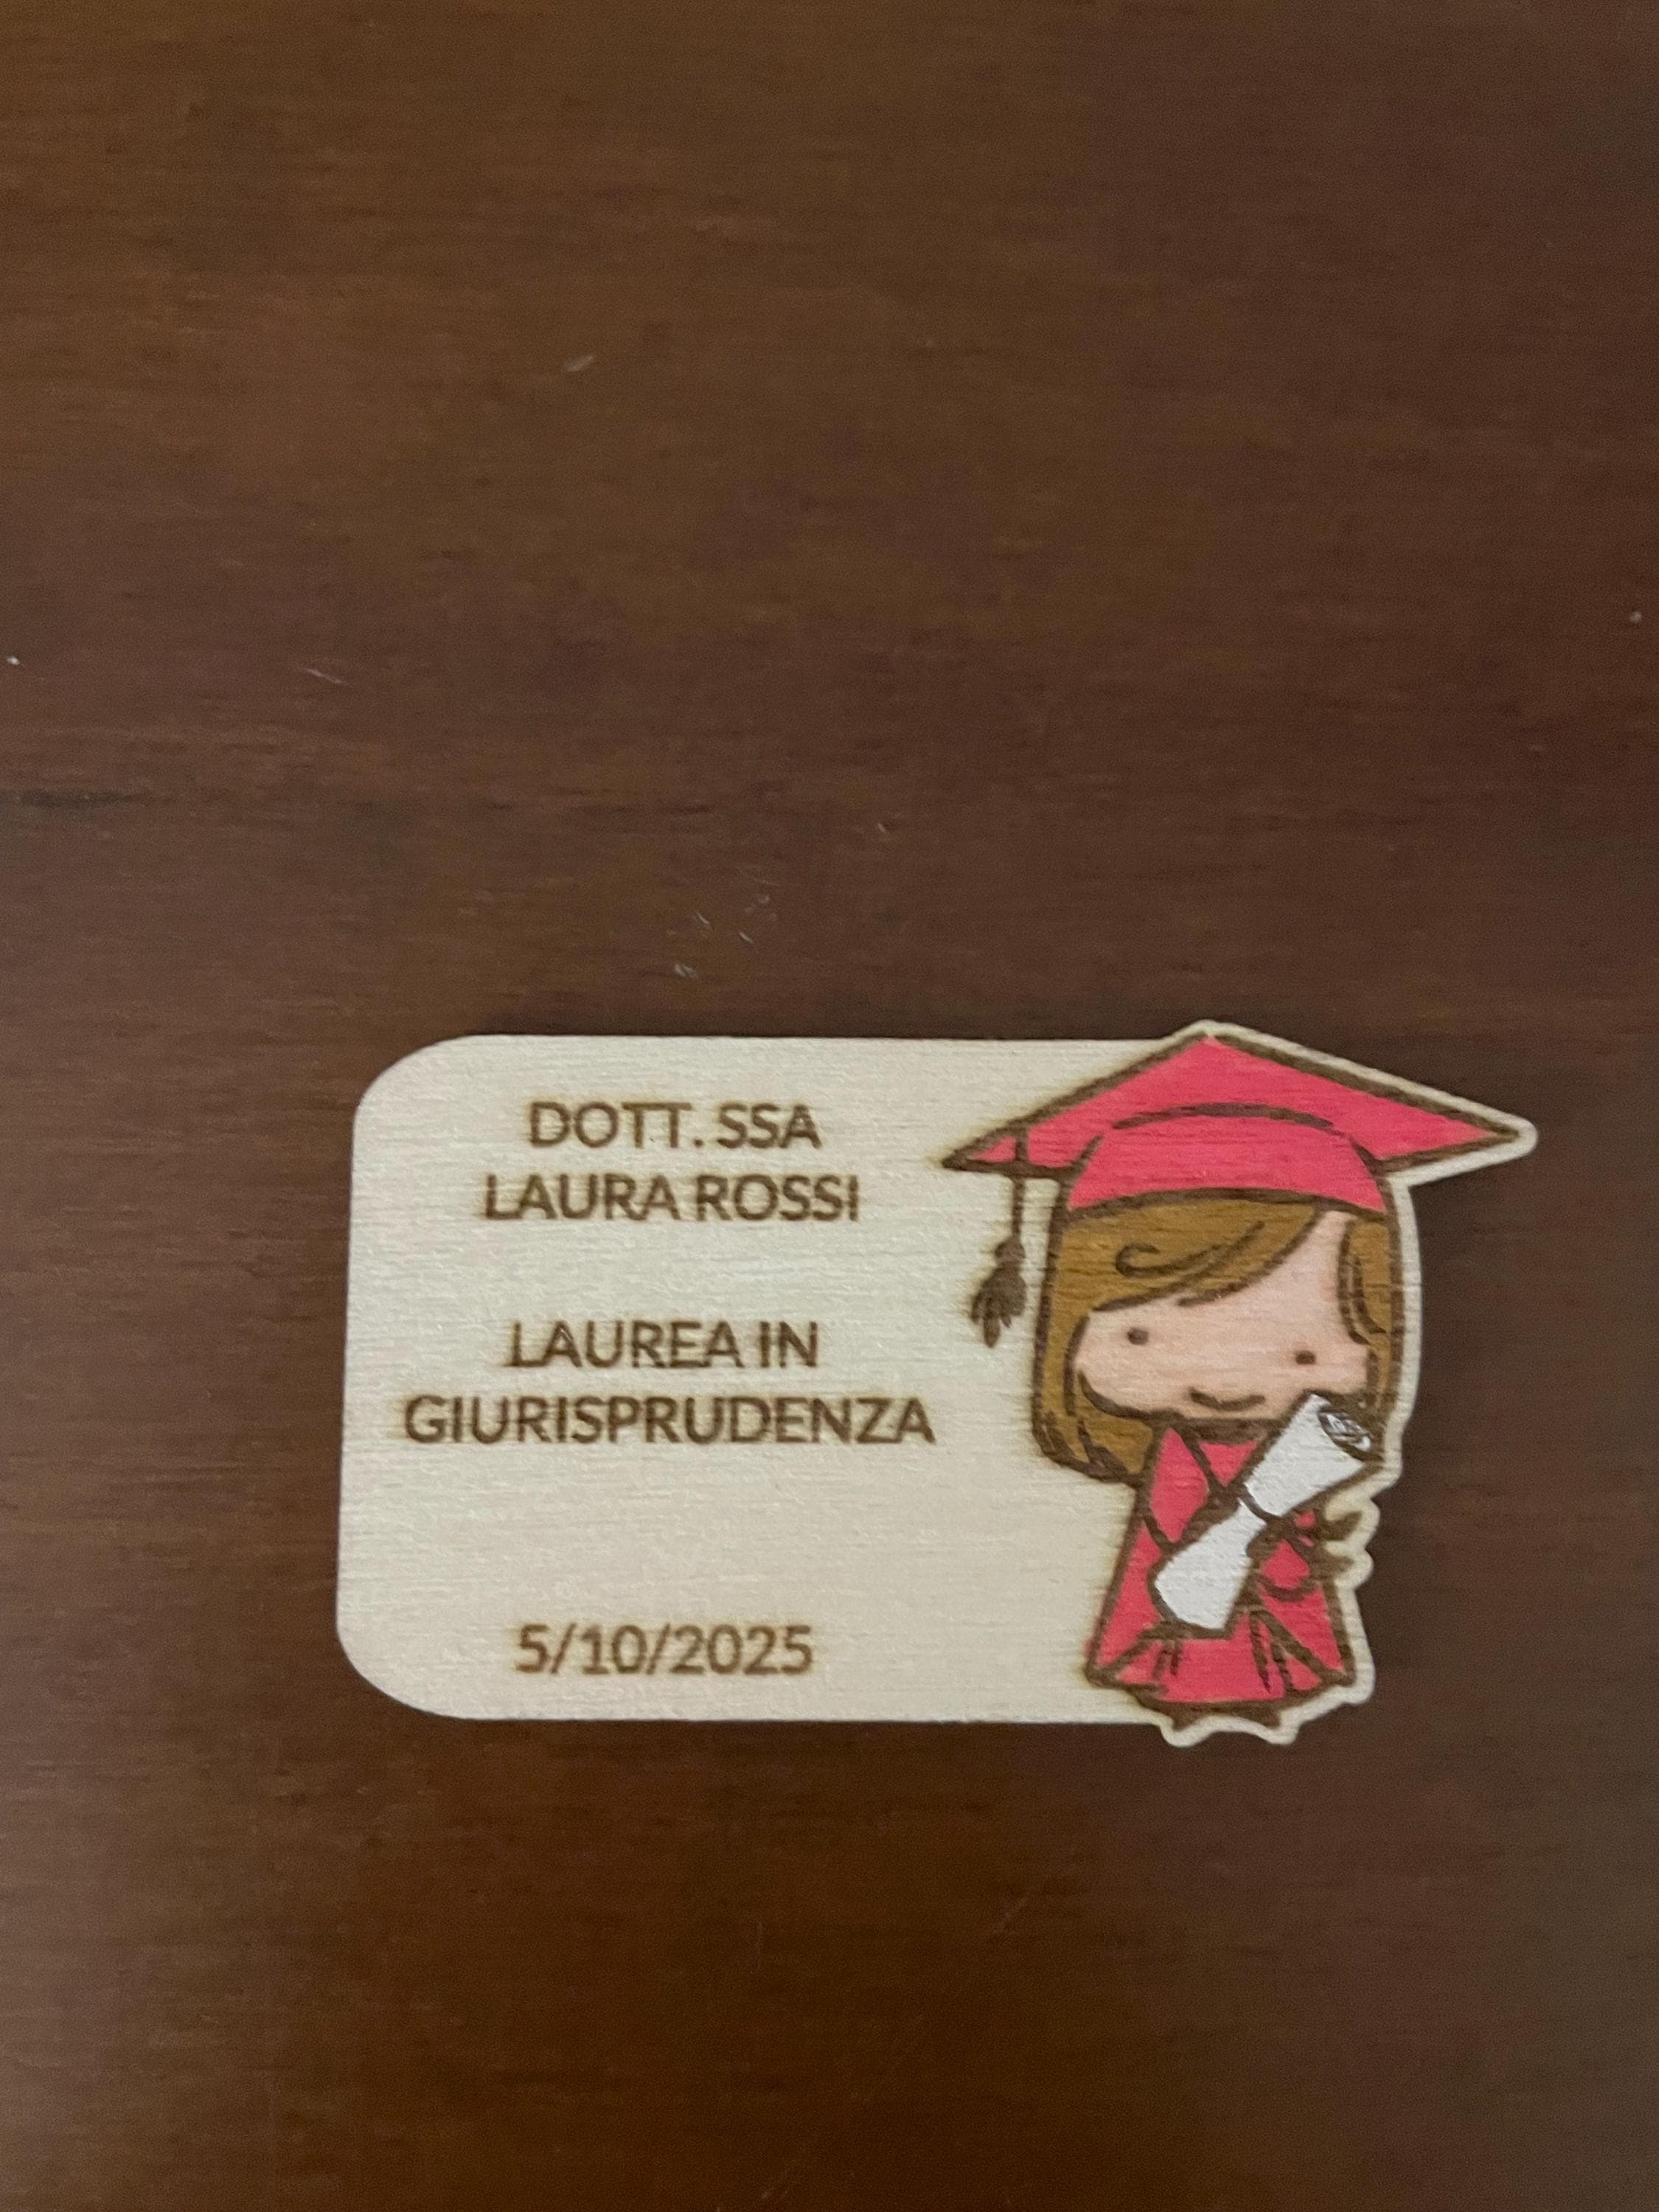 DOTT. SSA
LAURA ROSSI
LAUREA IN
GIURISPRUDENZA
5/10/2025